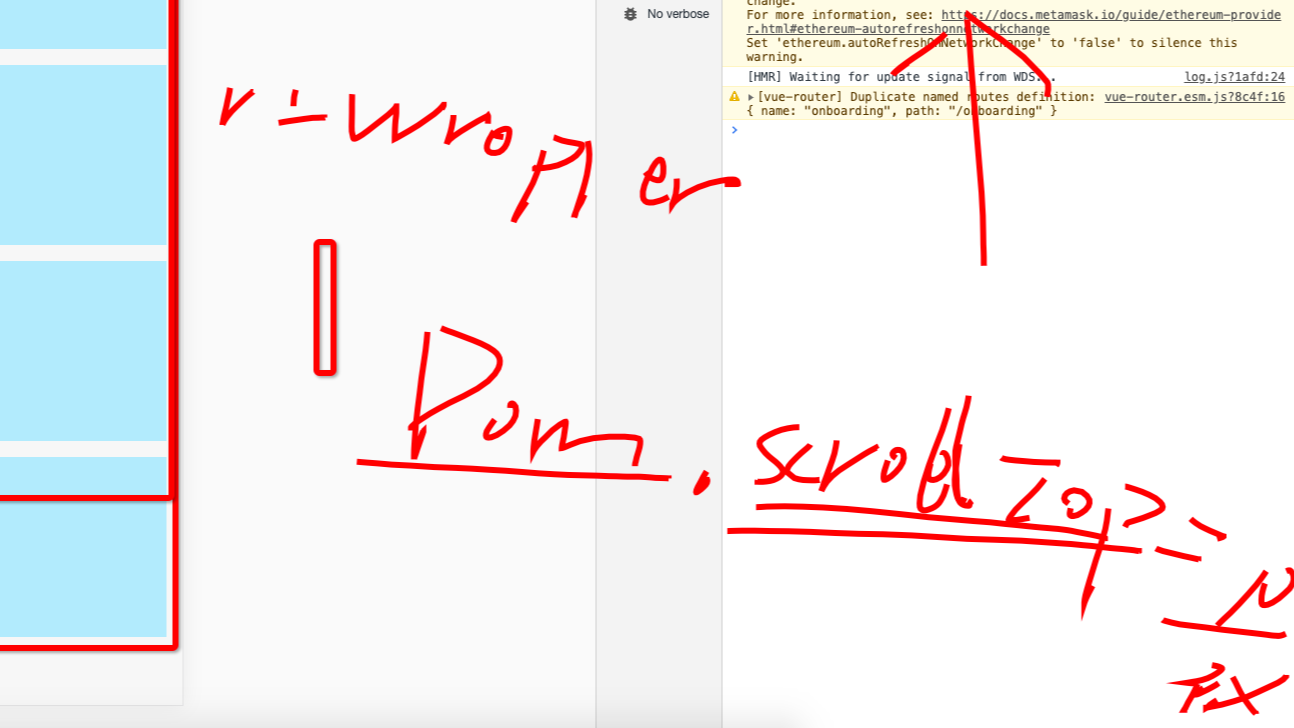 No verbose
change.
For more information, see: https://docs.metamask.io/guide/ethereum-provide
r.html#ethereum-autorefreshonnetworkchange
Set 'ethereum.autoRefreshOnNetworkChange' to 'false' to silence this
warning.
[HMR] Waiting for update signal from WDS... log.js?1afd:24
[vue-router] Duplicate named routes definition: vue-router.esm.js?8c4f:16
{ name: "onboarding", path: "/onboarding" }
r-wrapper
Dom.scrollTop =
px